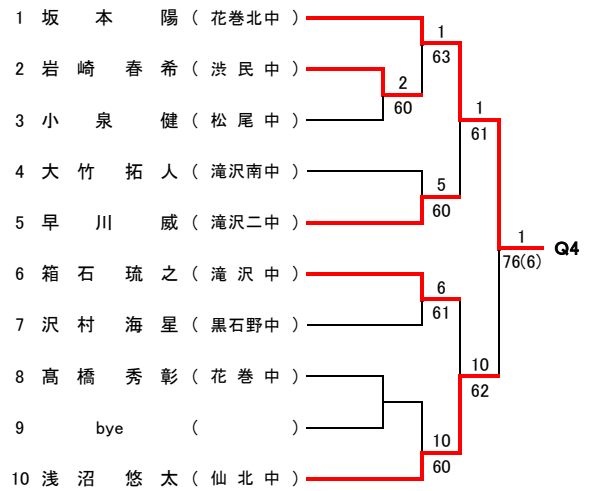 1 坂本 陽 ( 花巻北中 )
1
63
2 岩崎 春希 ( 渋民中 )
2
60
3 小泉 健 ( 松尾中 )
1
61
4 大竹 拓人 ( 滝沢南中 )
5
60
5 早川 威 ( 滝沢二中 )
1
76(6)
Q4
6 箱石 琉之 ( 滝沢中 )
6
61
7 沢村 海星 ( 黒石野中 )
8 髙橋 秀彰 ( 花巻中 )
10
62
9 bye ( )
10
60
10 浅沼 悠太 ( 仙北中 )